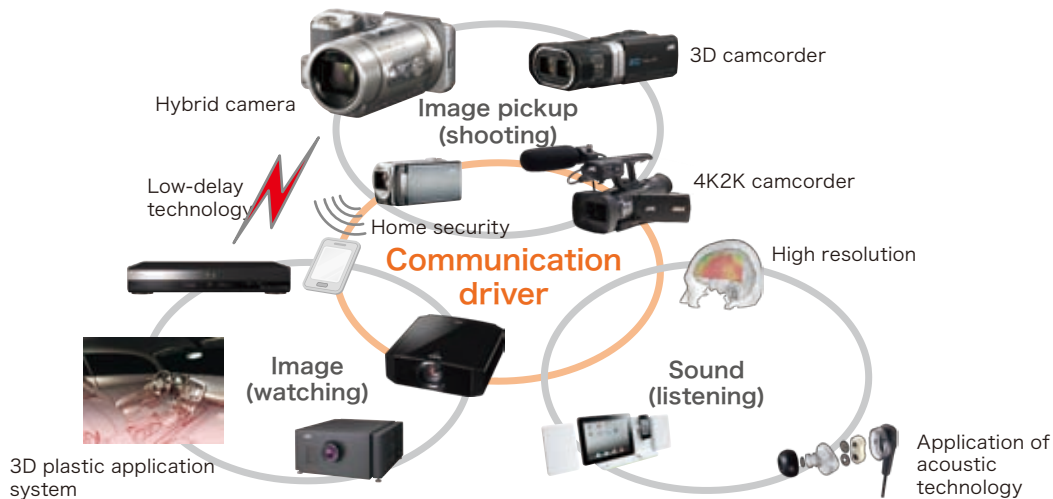 3D camcorder
Hybrid camera
Image pickup
(shooting)
Low-delay
technology
4K2K camcorder
Home security
Communication
driver
High resolution
Image
(watching)
Sound
(listening)
3D plastic application
system
Application of
acoustic
technology